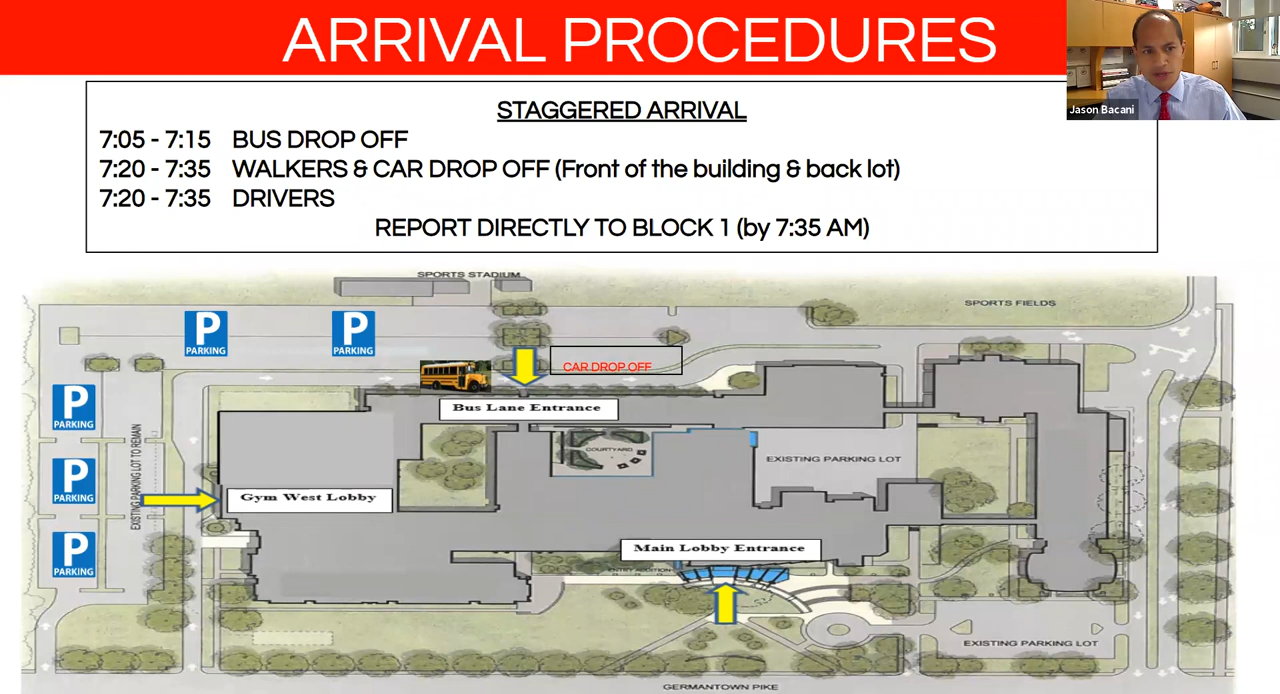 ARRIVAL PROCEDURES
Jason Bacani
STAGGERED ARRIVAL
7:05 - 7:15 BUS DROP OFF
7:20 - 7:35 WALKERS & CAR DROP OFF (Front of the building & back lot)
7:20 - 7:35 DRIVERS
REPORT DIRECTLY TO BLOCK 1 (by 7:35 AM)
SPORTS STADIUM
SPORTS FIELDS
P
PARKING
P
PARKING
CAR DROP OFF
P
PARKING
Bus Lane Entrance
COURTYARD
EXISTING PARKING LOT
P
PARKING
EXISTING PARKING LOT TO REMAIN
Gym West Lobby
P
PARKING
Main Lobby Entrance
ENTRY ADDITION
EXISTING PARKING LOT
GERMANTOWN PIKE